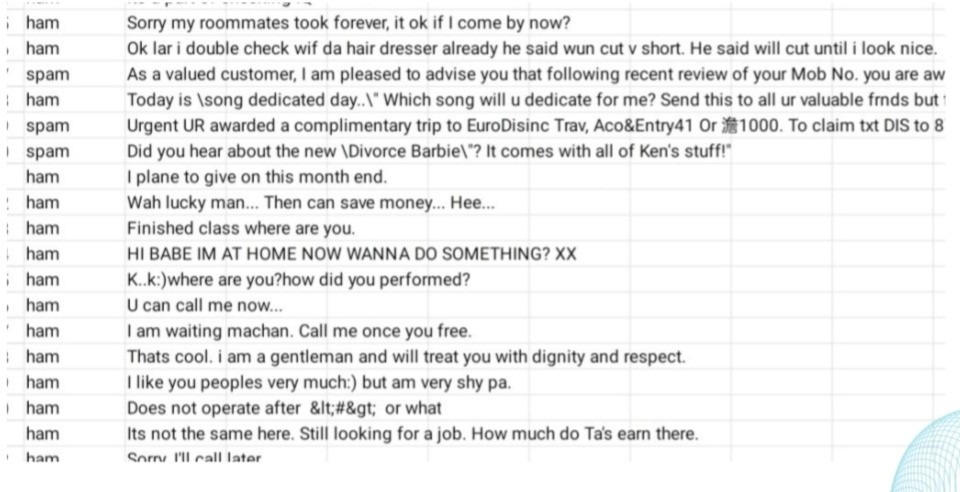 ham Sorry my roommates took forever, it ok if I come by now?
ham Ok lar i double check wif da hair dresser already he said wun cut v short. He said will cut until i look nice.
spam As a valued customer, I am pleased to advise you that following recent review of your Mob No. you are aw
ham Today is \song dedicated day..\" Which song will u dedicate for me? Send this to all ur valuable frnds but
spam Urgent UR awarded a complimentary trip to EuroDisinc Trav, Aco&Entry41 Or 澹1000. To claim txt DIS to 8
spam Did you hear about the new \Divorce Barbie\"? It comes with all of Ken's stuff!"
ham I plane to give on this month end.
ham Wah lucky man... Then can save money... Hee...
ham Finished class where are you.
ham HI BABE IM AT HOME NOW WANNA DO SOMETHING? XX
ham K..k:)where are you?how did you performed?
ham U can call me now...
ham I am waiting machan. Call me once you free.
ham Thats cool. i am a gentleman and will treat you with dignity and respect.
ham I like you peoples very much:) but am very shy pa.
ham Does not operate after &lt;#&gt; or what
ham Its not the same here. Still looking for a job. How much do Ta's earn there.
ham Sorry, I'll call later